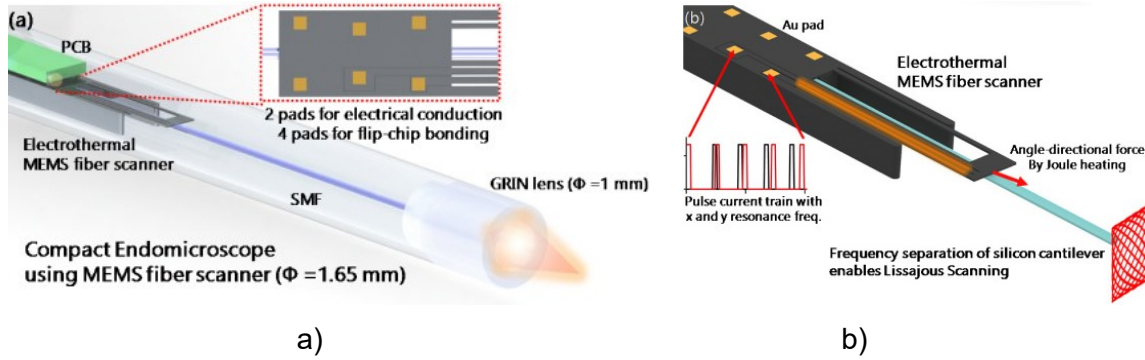 (a)
PCB
2 pads for electrical conduction
4 pads for flip-chip bonding
Electrothermal
MEMS fiber scanner
SMF
GRIN lens (Φ =1 mm)
Compact Endomicroscope
using MEMS fiber scanner (Φ =1.65 mm)
(b)
Au pad
Electrothermal
MEMS fiber scanner
Angle-directional force
By Joule heating
Pulse current train with
x and y resonance freq.
Frequency separation of silicon cantilever
enables Lissajous Scanning
a)
b)